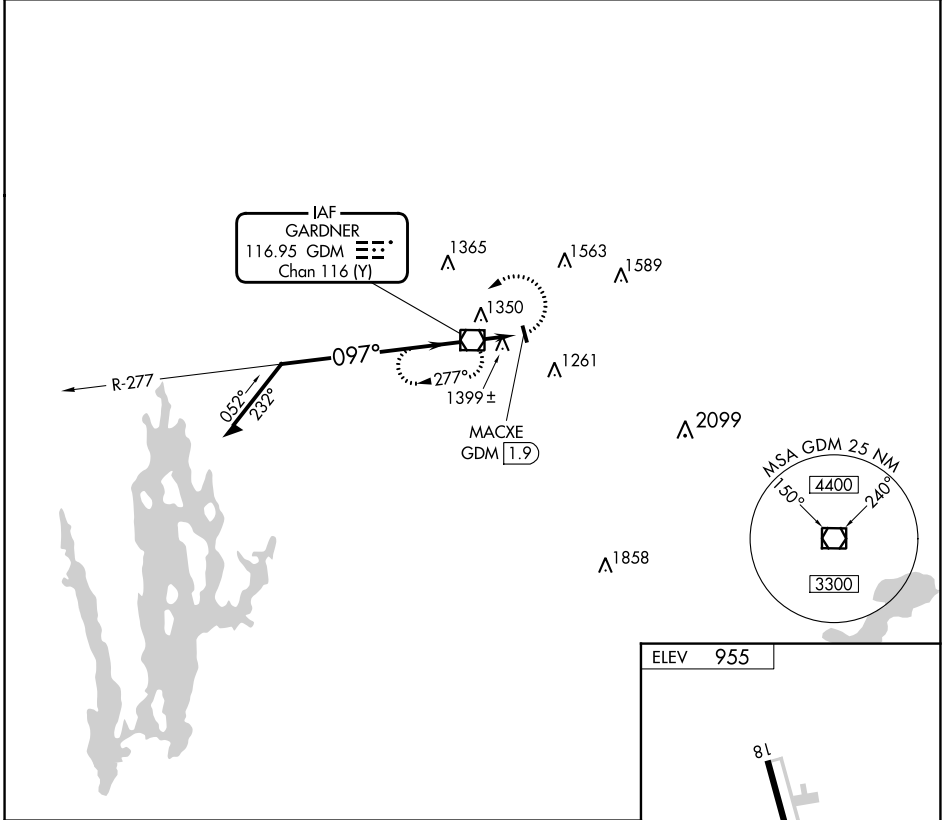 IAF
GARDNER
116.95 GDM
Chan 116 (Y)
1365
1563
1589
1350
097°
R-277
277°
1399 ±
1261
052°
232°
MACXE
GDM 1.9
2099
MSA GDM 25 NM
150°
4400
240°
3300
1858
ELEV 955
18